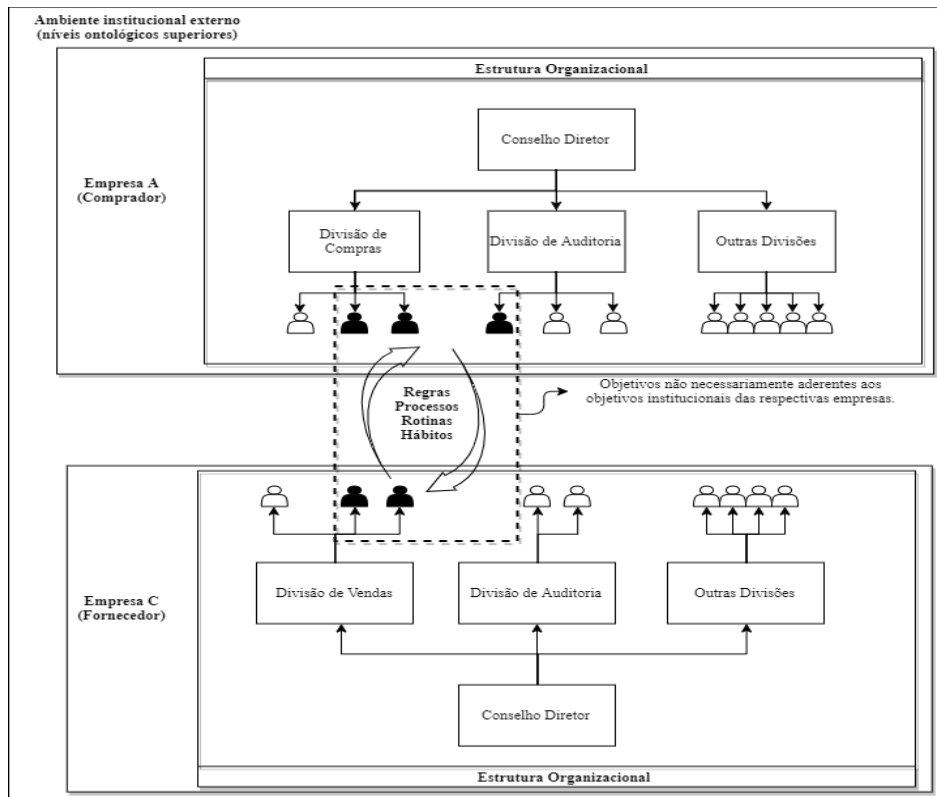 Ambiente institucional externo
(níveis ontológicos superiores)
Estrutura Organizacional
Conselho Diretor
Empresa A
(Comprador)
Divisão de
Compras
Divisão de Auditoria
Outras Divisões
Regras
Processos
Rotinas
Hábitos
Objetivos não necessariamente aderentes aos
objetivos institucionais das respectivas empresas.
Empresa C
(Fornecedor)
Divisão de Vendas
Divisão de Auditoria
Outras Divisões
Conselho Diretor
Estrutura Organizacional